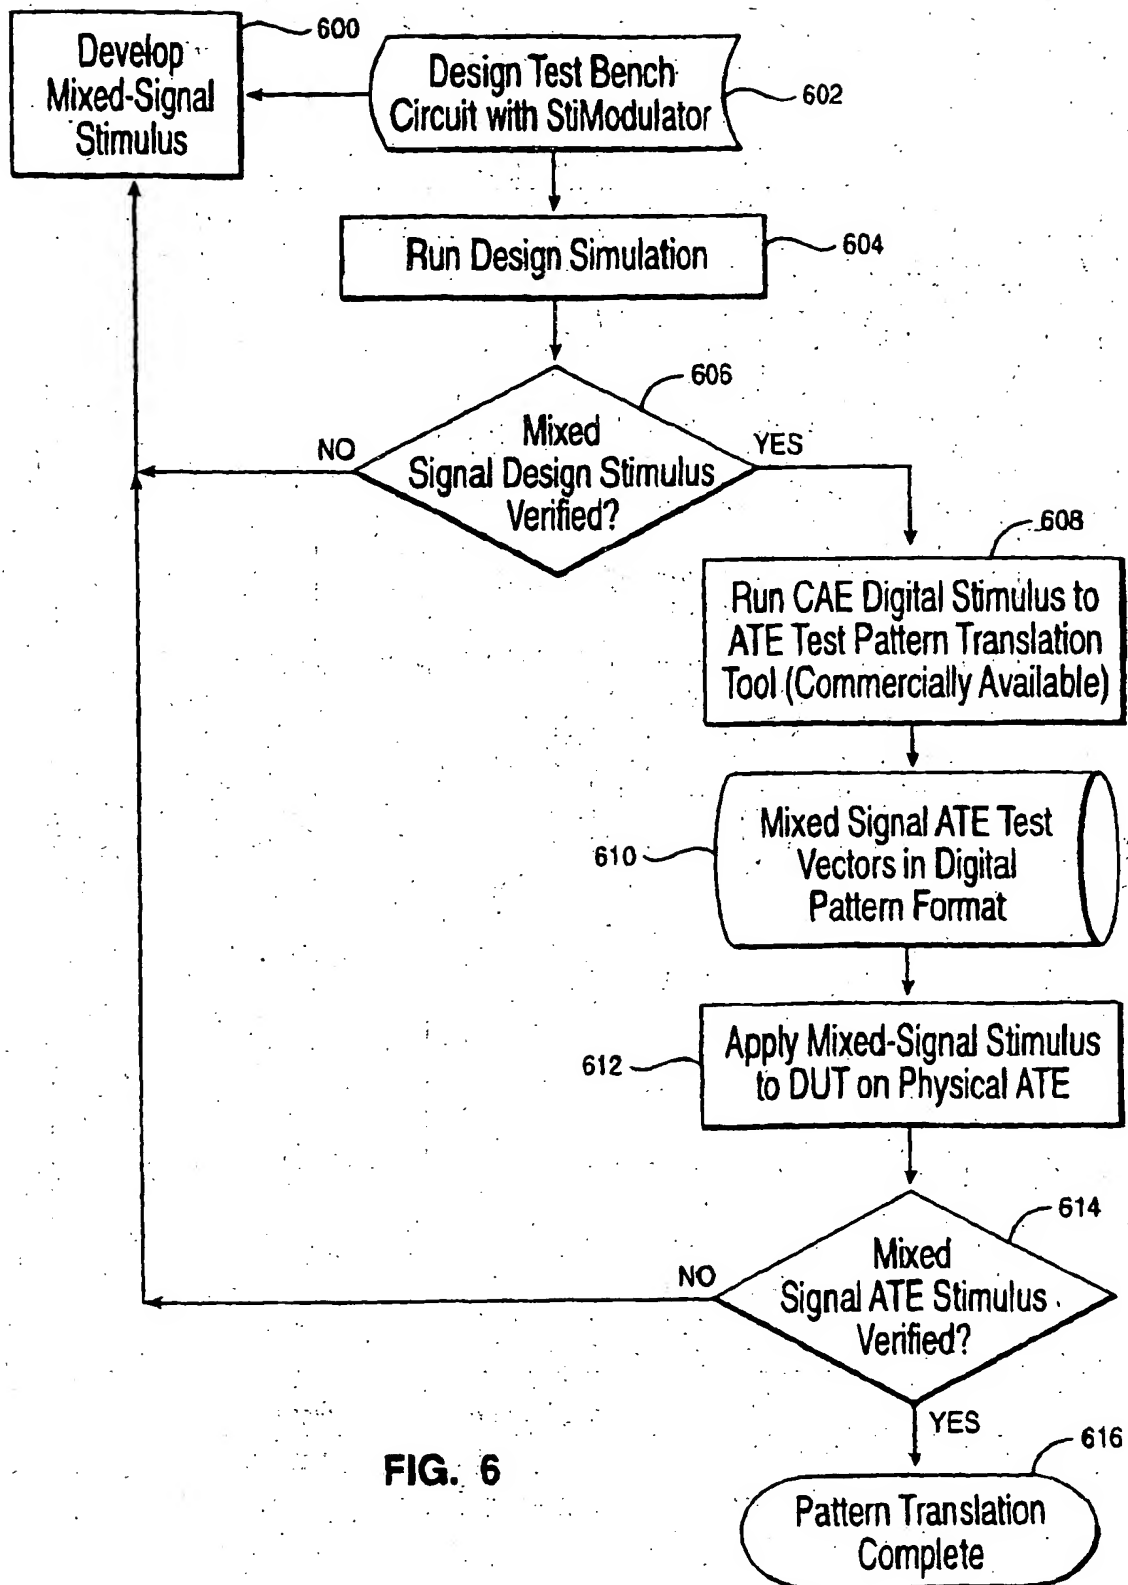 600
Develop
Mixed-Signal
Stimulus
Design Test Bench
Circuit with StiModulator
602
Run Design Simulation
604
606
Mixed
Signal Design Stimulus
Verified?
NO
YES
608
Run CAE Digital Stimulus to
ATE Test Pattern Translation
Tool (Commercially Available)
610
Mixed Signal ATE Test
Vectors in Digital
Pattern Format
612
Apply Mixed-Signal Stimulus
to DUT on Physical ATE
614
Mixed
Signal ATE Stimulus
Verified?
NO
YES
616
Pattern Translation
Complete
FIG. 6